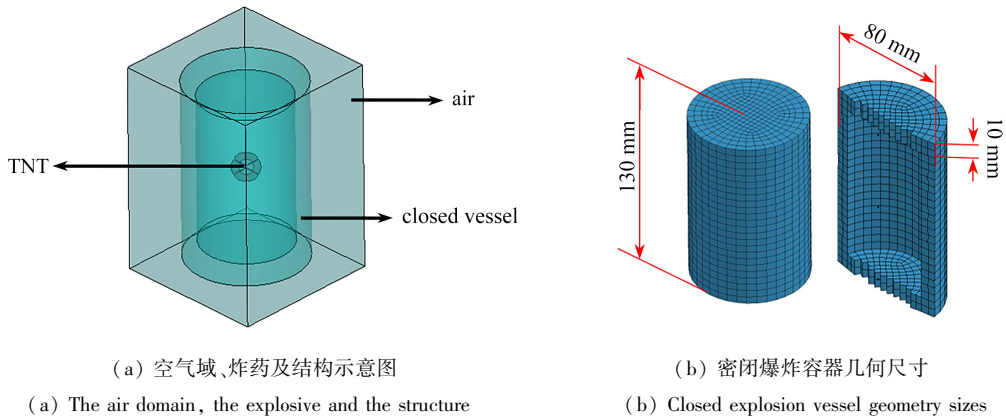 air
TNT
closed vessel
80 mm
130 mm
10 mm
(a) 空气域、炸药及结构示意图
(a) The air domain, the explosive and the structure
(b) 密闭爆炸容器几何尺寸
(b) Closed explosion vessel geometry sizes